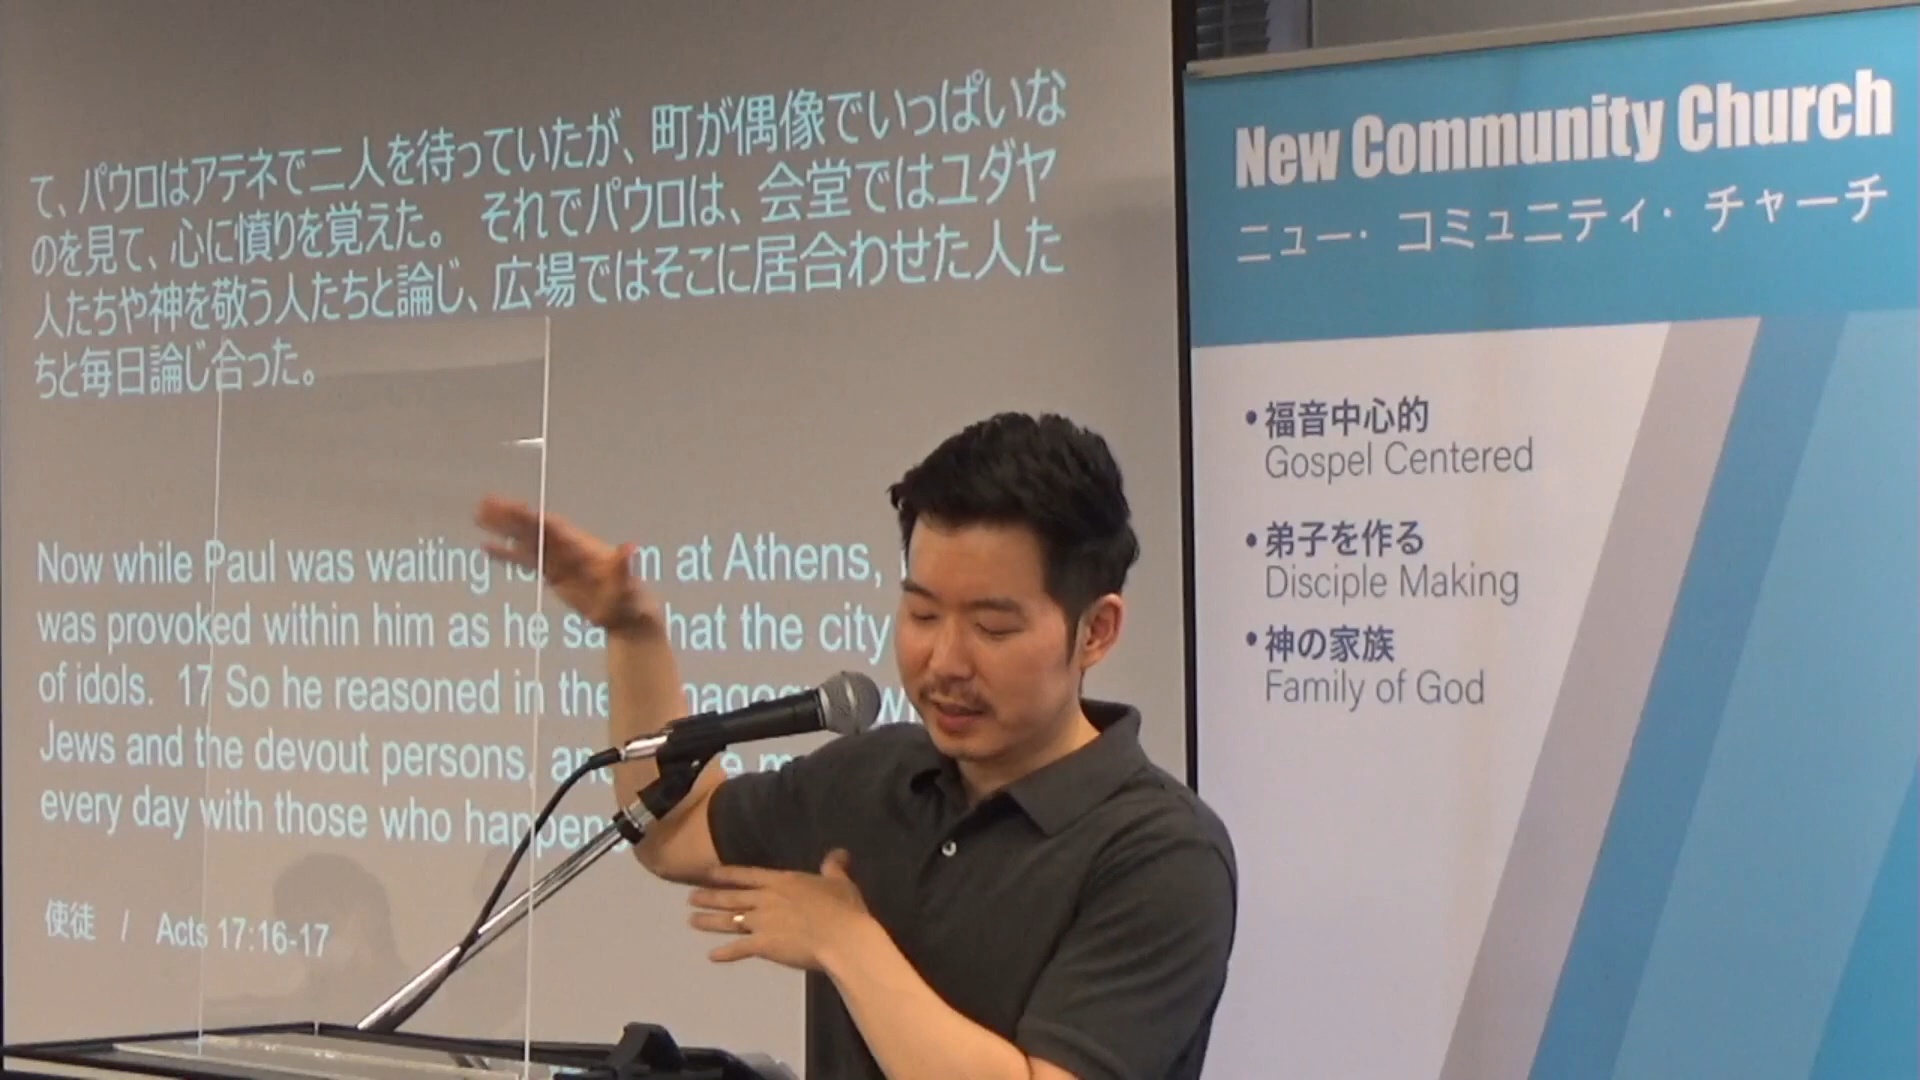 て、パウロはアテネで二人を待っていたが、町が偶像でいっぱいな
のを見て、心に憤りを覚えた。 それでパウロは、会堂ではユダヤ
人たちや神を敬う人たちと論じ、広場ではそこに居合わせた人た
ちと毎日論じ合った。
Now while Paul was waiting at Athens,
was provoked within him as he that the city
of idols. 17 So he reasoned in the
Jews and the devout persons,
every day with those who
使徒 / Acts 17:16-17
New Community Church
ニュー・コミュニティ・チャーチ
•福音中心的
Gospel Centered
•弟子を作る
Disciple Making
•神の家族
Family of God